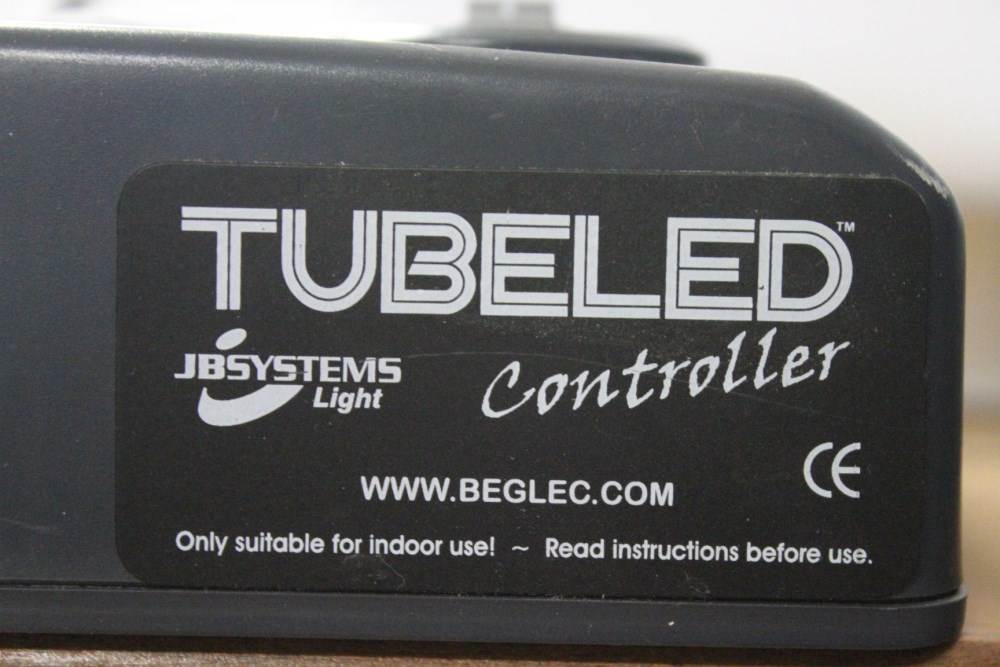 TUBELED™
JBSYSTEMS
Light
Controller
CE
WWW.BEGLEC.COM
Only suitable for indoor use! ~ Read instructions before use.